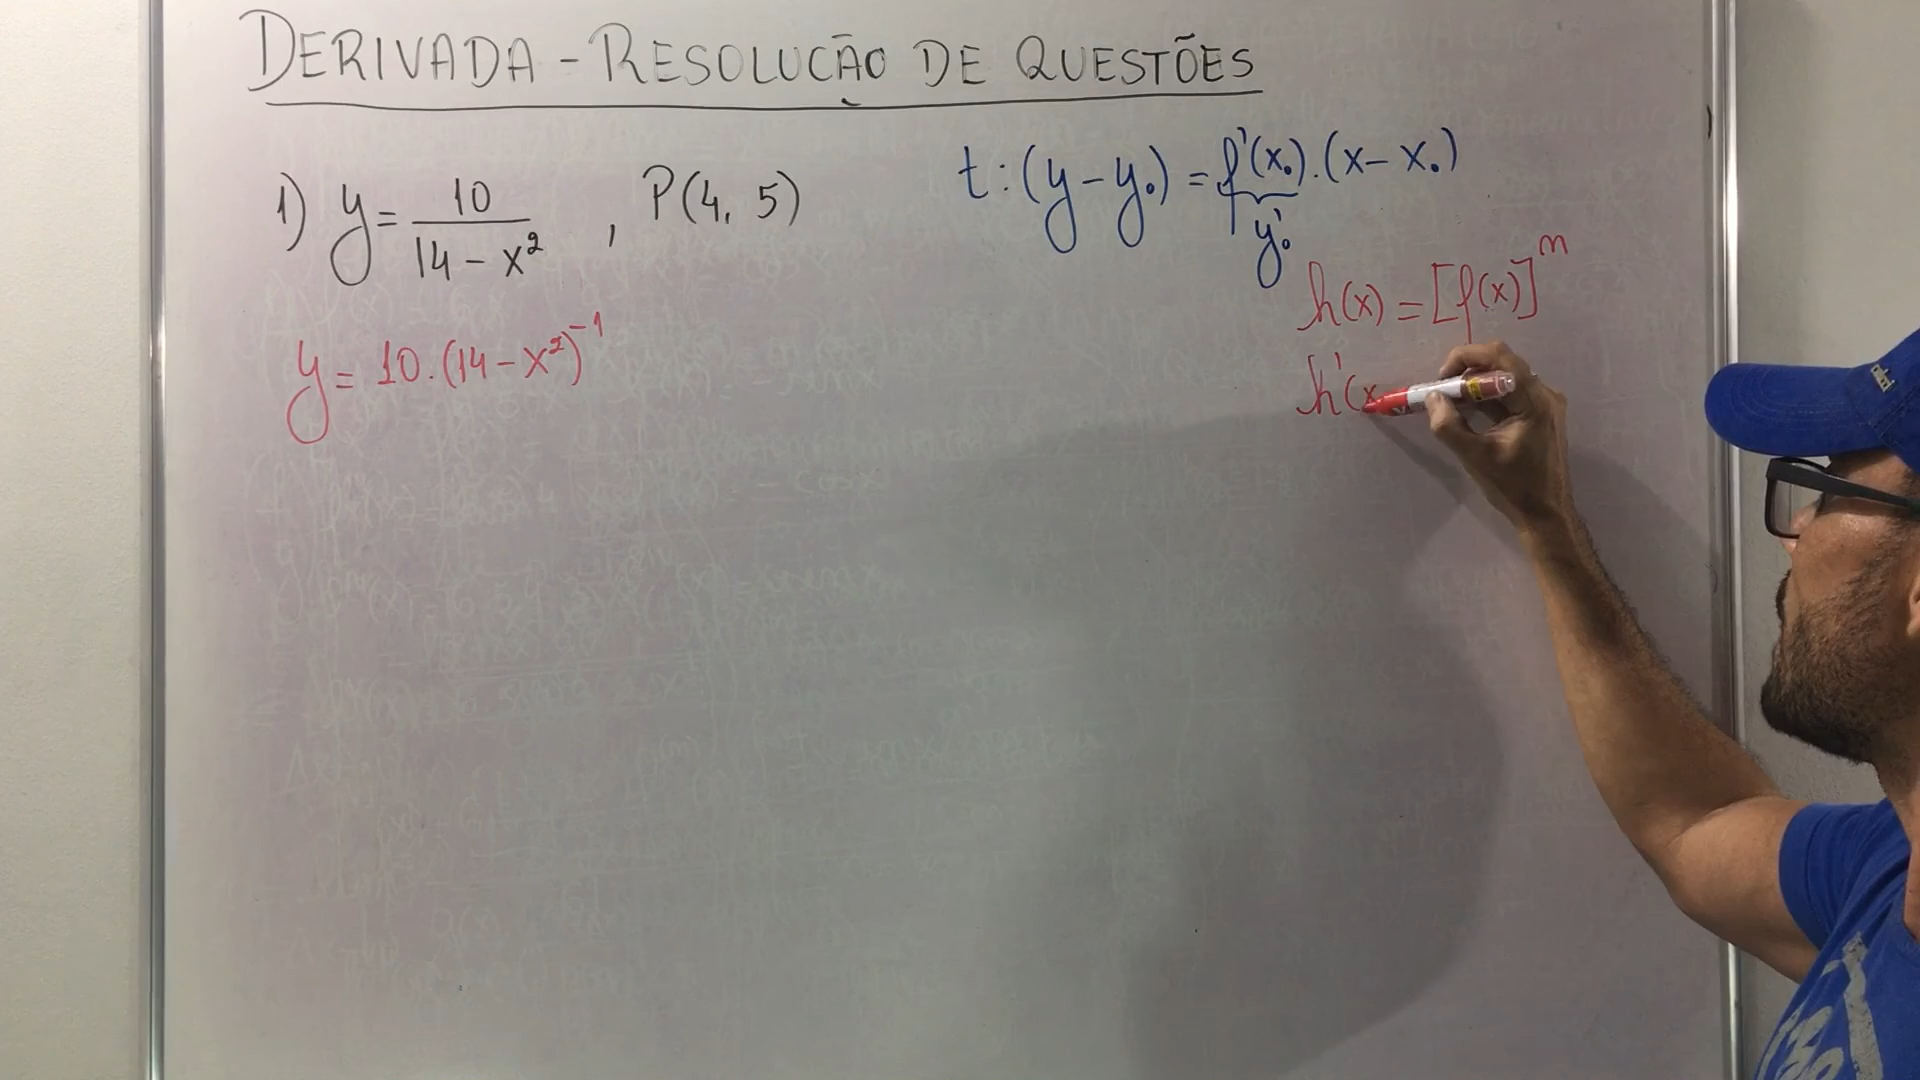 DERIVADA - RESOLUÇÃO DE QUESTÕES
1) y = 10 / (14 - x²) , P(4, 5)
t: (y - y₀) = f'(x₀).(x - x₀)
y'₀
h(x) = [f(x)]ⁿ
h'(x
y = 10.(14 - x²)⁻¹